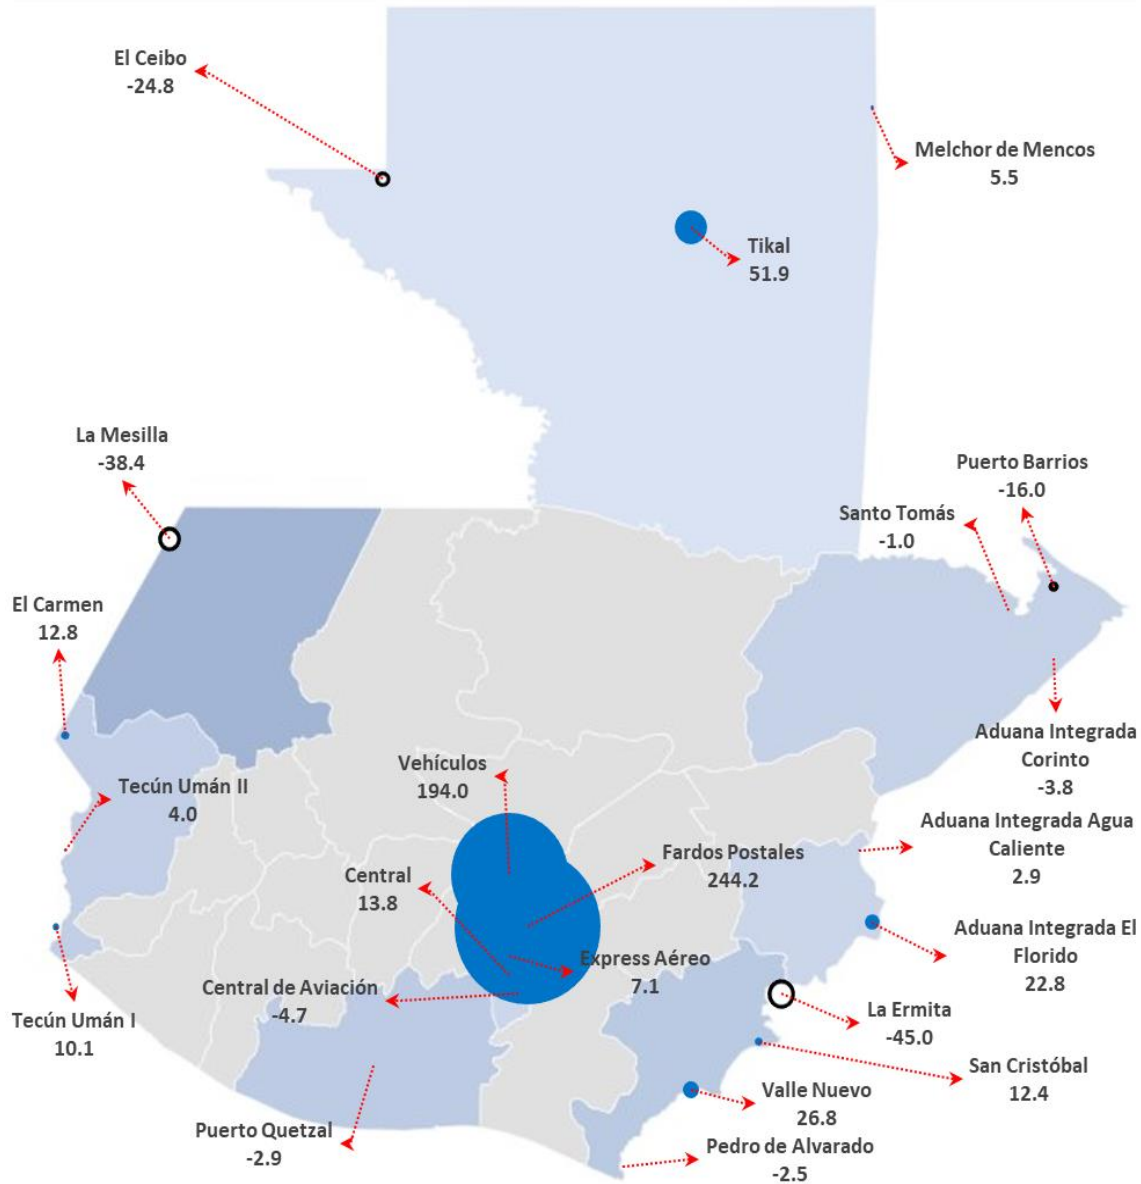 El Ceibo
-24.8
Melchor de Mencos
5.5
Tikal
51.9
La Mesilla
-38.4
Puerto Barrios
-16.0
Santo Tomás
-1.0
El Carmen
12.8
Aduana Integrada
Corinto
-3.8
Vehículos
194.0
Tecún Umán II
4.0
Aduana Integrada Agua
Caliente
2.9
Fardos Postales
244.2
Central
13.8
Aduana Integrada El
Florido
22.8
Express Aéreo
7.1
Central de Aviación
-4.7
La Ermita
-45.0
Tecún Umán I
10.1
San Cristóbal
12.4
Valle Nuevo
26.8
Puerto Quetzal
-2.9
Pedro de Alvarado
-2.5